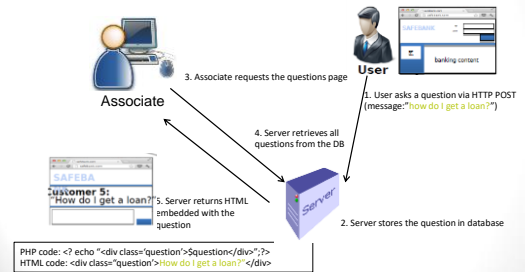 SAFEBANK
banking content
User
Associate
3. Associate requests the questions page
1. User asks a question via HTTP POST
(message:"how do I get a loan?")
4. Server retrieves all
questions from the DB
SAFEBA
Customer 5:
"How do I get a loan?"
5. Server returns HTML
embedded with the
question
Server
2. Server stores the question in database
PHP code: <? echo "<div class='question'>$question</div>";?>
HTML code: <div class="question'>How do I get a loan?"</div>